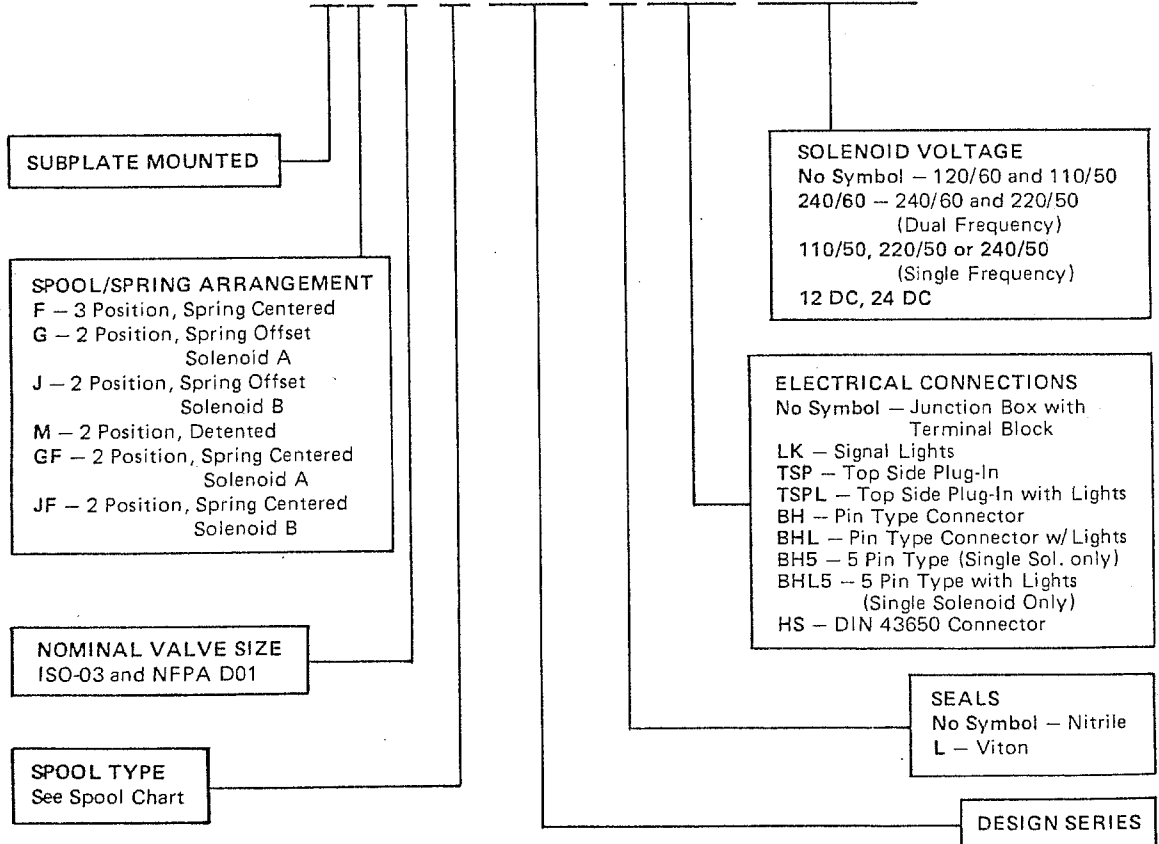 SUBPLATE MOUNTED
SPOOL/SPRING ARRANGEMENT
F — 3 Position, Spring Centered
G — 2 Position, Spring Offset
Solenoid A
J — 2 Position, Spring Offset
Solenoid B
M — 2 Position, Detented
GF — 2 Position, Spring Centered
Solenoid A
JF — 2 Position, Spring Centered
Solenoid B
NOMINAL VALVE SIZE
ISO-03 and NFPA D01
SPOOL TYPE
See Spool Chart
SOLENOID VOLTAGE
No Symbol — 120/60 and 110/50
240/60 — 240/60 and 220/50
(Dual Frequency)
110/50, 220/50 or 240/50
(Single Frequency)
12 DC, 24 DC
ELECTRICAL CONNECTIONS
No Symbol — Junction Box with
Terminal Block
LK — Signal Lights
TSP — Top Side Plug-In
TSPL — Top Side Plug-In with Lights
BH — Pin Type Connector
BHL — Pin Type Connector w/ Lights
BH5 — 5 Pin Type (Single Sol. only)
BHL5 — 5 Pin Type with Lights
(Single Solenoid Only)
HS — DIN 43650 Connector
SEALS
No Symbol — Nitrile
L — Viton
DESIGN SERIES